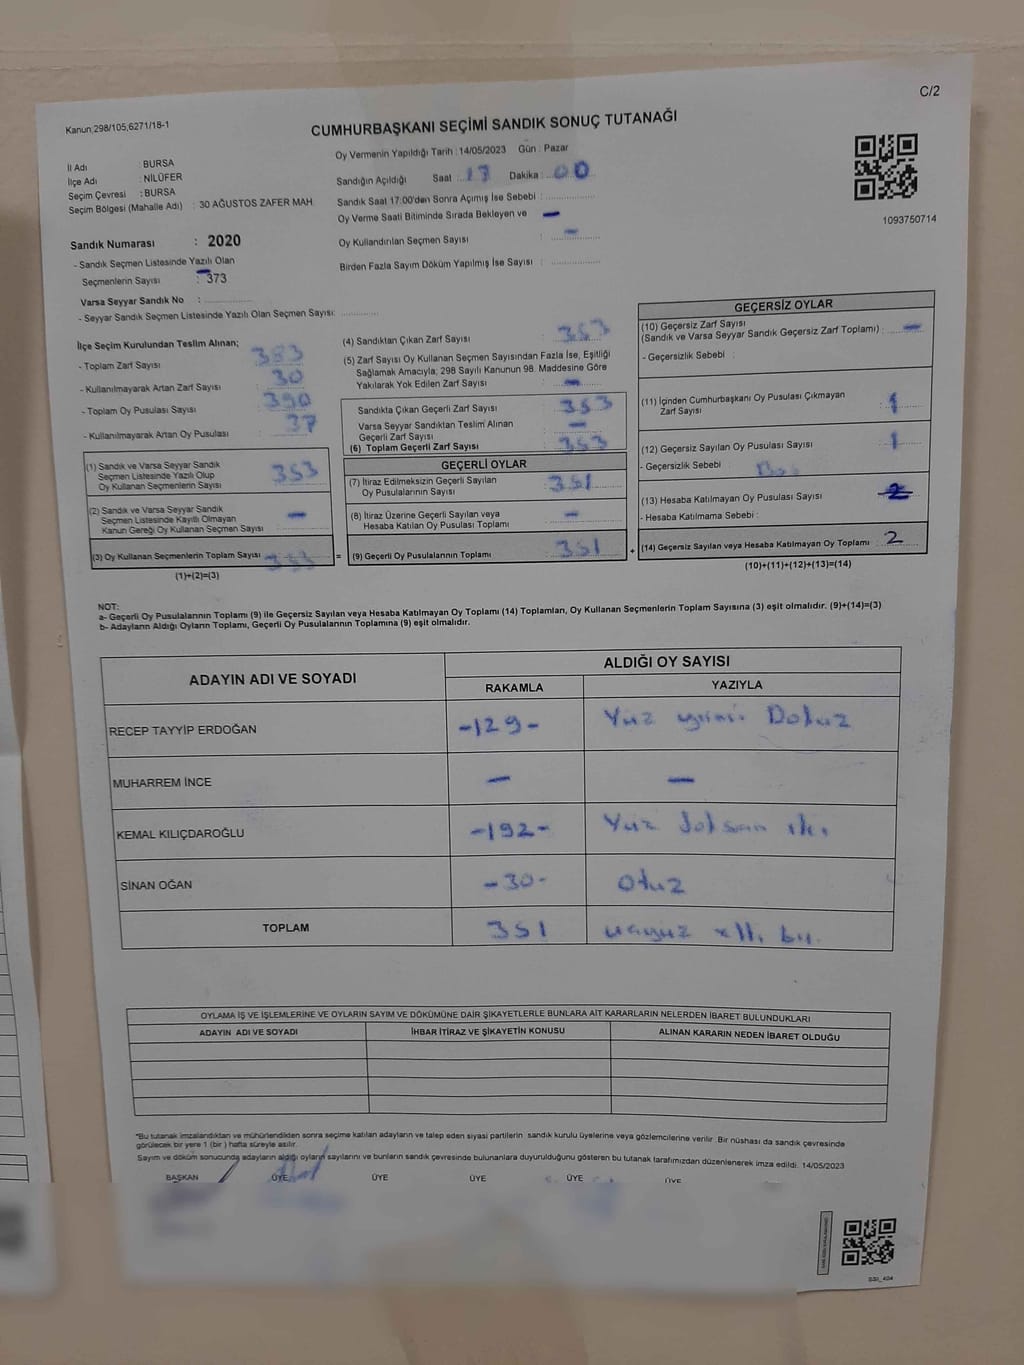 C/2
Kanun;298/105,6271/18-1
CUMHURBAŞKANI SEÇİMİ SANDIK SONUÇ TUTANAĞI
İl Adı : BURSA
İlçe Adı : NİLÜFER
Seçim Çevresi : BURSA
Seçim Bölgesi (Mahalle Adı) : 30 AĞUSTOS ZAFER MAH.
Oy Vermenin Yapıldığı Tarih : 14/05/2023 Gün : Pazar
Sandığın Açıldığı Saat : 17 Dakika : 00
Sandık Saat 17:00'den Sonra Açılmış İse Sebebi :
Oy Verme Saati Bitiminde Sırada Bekleyen ve –
Oy Kullandırılan Seçmen Sayısı : –
Birden Fazla Sayım Döküm Yapılmış İse Sayısı :
1093750714
Sandık Numarası : 2020
- Sandık Seçmen Listesinde Yazılı Olan
Seçmenlerin Sayısı : 373
Varsa Seyyar Sandık No :
- Seyyar Sandık Seçmen Listesinde Yazılı Olan Seçmen Sayısı:
İlçe Seçim Kurulundan Teslim Alınan;
- Toplam Zarf Sayısı : 383
- Kullanılmayarak Artan Zarf Sayısı : 30
- Toplam Oy Pusulası Sayısı : 390
- Kullanılmayarak Artan Oy Pusulası : 37
(1) Sandık ve Varsa Seyyar Sandık
Seçmen Listesinde Yazılı Olup
Oy Kullanan Seçmenlerin Sayısı : 353
(2) Sandık ve Varsa Seyyar Sandık
Seçmen Listesinde Kayıtlı Olmayan
Kanun Gereği Oy Kullanan Seçmen Sayısı : –
(3) Oy Kullanan Seçmenlerin Toplam Sayısı : 353
(1)+(2)=(3)
(4) Sandıktan Çıkan Zarf Sayısı : 353
(5) Zarf Sayısı Oy Kullanan Seçmen Sayısından Fazla İse, Eşitliği
Sağlamak Amacıyla; 298 Sayılı Kanunun 98. Maddesine Göre
Yakılarak Yok Edilen Zarf Sayısı : –
Sandıkta Çıkan Geçerli Zarf Sayısı : 353
Varsa Seyyar Sandıktan Teslim Alınan
Geçerli Zarf Sayısı : –
(6) Toplam Geçerli Zarf Sayısı : 353
GEÇERLİ OYLAR
(7) İtiraz Edilmeksizin Geçerli Sayılan
Oy Pusulalarının Sayısı : 351
(8) İtiraz Üzerine Geçerli Sayılan veya
Hesaba Katılan Oy Pusulası Toplamı : –
= (9) Geçerli Oy Pusulalarının Toplamı : 351 +
GEÇERSİZ OYLAR
(10) Geçersiz Zarf Sayısı
(Sandık ve Varsa Seyyar Sandık Geçersiz Zarf Toplamı) : –
- Geçersizlik Sebebi :
(11) İçinden Cumhurbaşkanı Oy Pusulası Çıkmayan
Zarf Sayısı : 1
(12) Geçersiz Sayılan Oy Pusulası Sayısı : 1
- Geçersizlik Sebebi
(13) Hesaba Katılmayan Oy Pusulası Sayısı
- Hesaba Katılmama Sebebi :
(14) Geçersiz Sayılan veya Hesaba Katılmayan Oy Toplamı : 2
(10)+(11)+(12)+(13)=(14)
NOT:
a- Geçerli Oy Pusulalarının Toplamı (9) ile Geçersiz Sayılan veya Hesaba Katılmayan Oy Toplamı (14) Toplamları, Oy Kullanan Seçmenlerin Toplam Sayısına (3) eşit olmalıdır. (9)+(14)=(3)
b- Adayların Aldığı Oyların Toplamı, Geçerli Oy Pusulalarının Toplamına (9) eşit olmalıdır.
ADAYIN ADI VE SOYADI
ALDIĞI OY SAYISI
RAKAMLA YAZIYLA
RECEP TAYYİP ERDOĞAN -129- Yüz yirmi Dokuz
MUHARREM İNCE – –
KEMAL KILIÇDAROĞLU -192- Yüz doksan iki
SİNAN OĞAN -30- otuz
TOPLAM 351 üçyüz elli bir
OYLAMA İŞ VE İŞLEMLERİNE VE OYLARIN SAYIM VE DÖKÜMÜNE DAİR ŞİKAYETLERLE BUNLARA AİT KARARLARIN NELERDEN İBARET BULUNDUKLARI
ADAYIN ADI VE SOYADI İHBAR İTİRAZ VE ŞİKAYETİN KONUSU ALINAN KARARIN NEDEN İBARET OLDUĞU
*Bu tutanak imzalandıktan ve mühürlendikten sonra seçime katılan adayların ve talep eden siyasi partilerin sandık kurulu üyelerine veya gözlemcilerine verilir. Bir nüshası da sandık çevresinde
görülecek bir yere 1 (bir ) hafta süreyle asılır.
Sayım ve döküm sonucunda adayların aldığı oyların sayılarını ve bunların sandık çevresinde bulunanlara duyurulduğunu gösteren bu tutanak tarafımızdan düzenlenerek imza edildi. 14/05/2023
BAŞKAN ÜYE ÜYE ÜYE ÜYE ÜYE